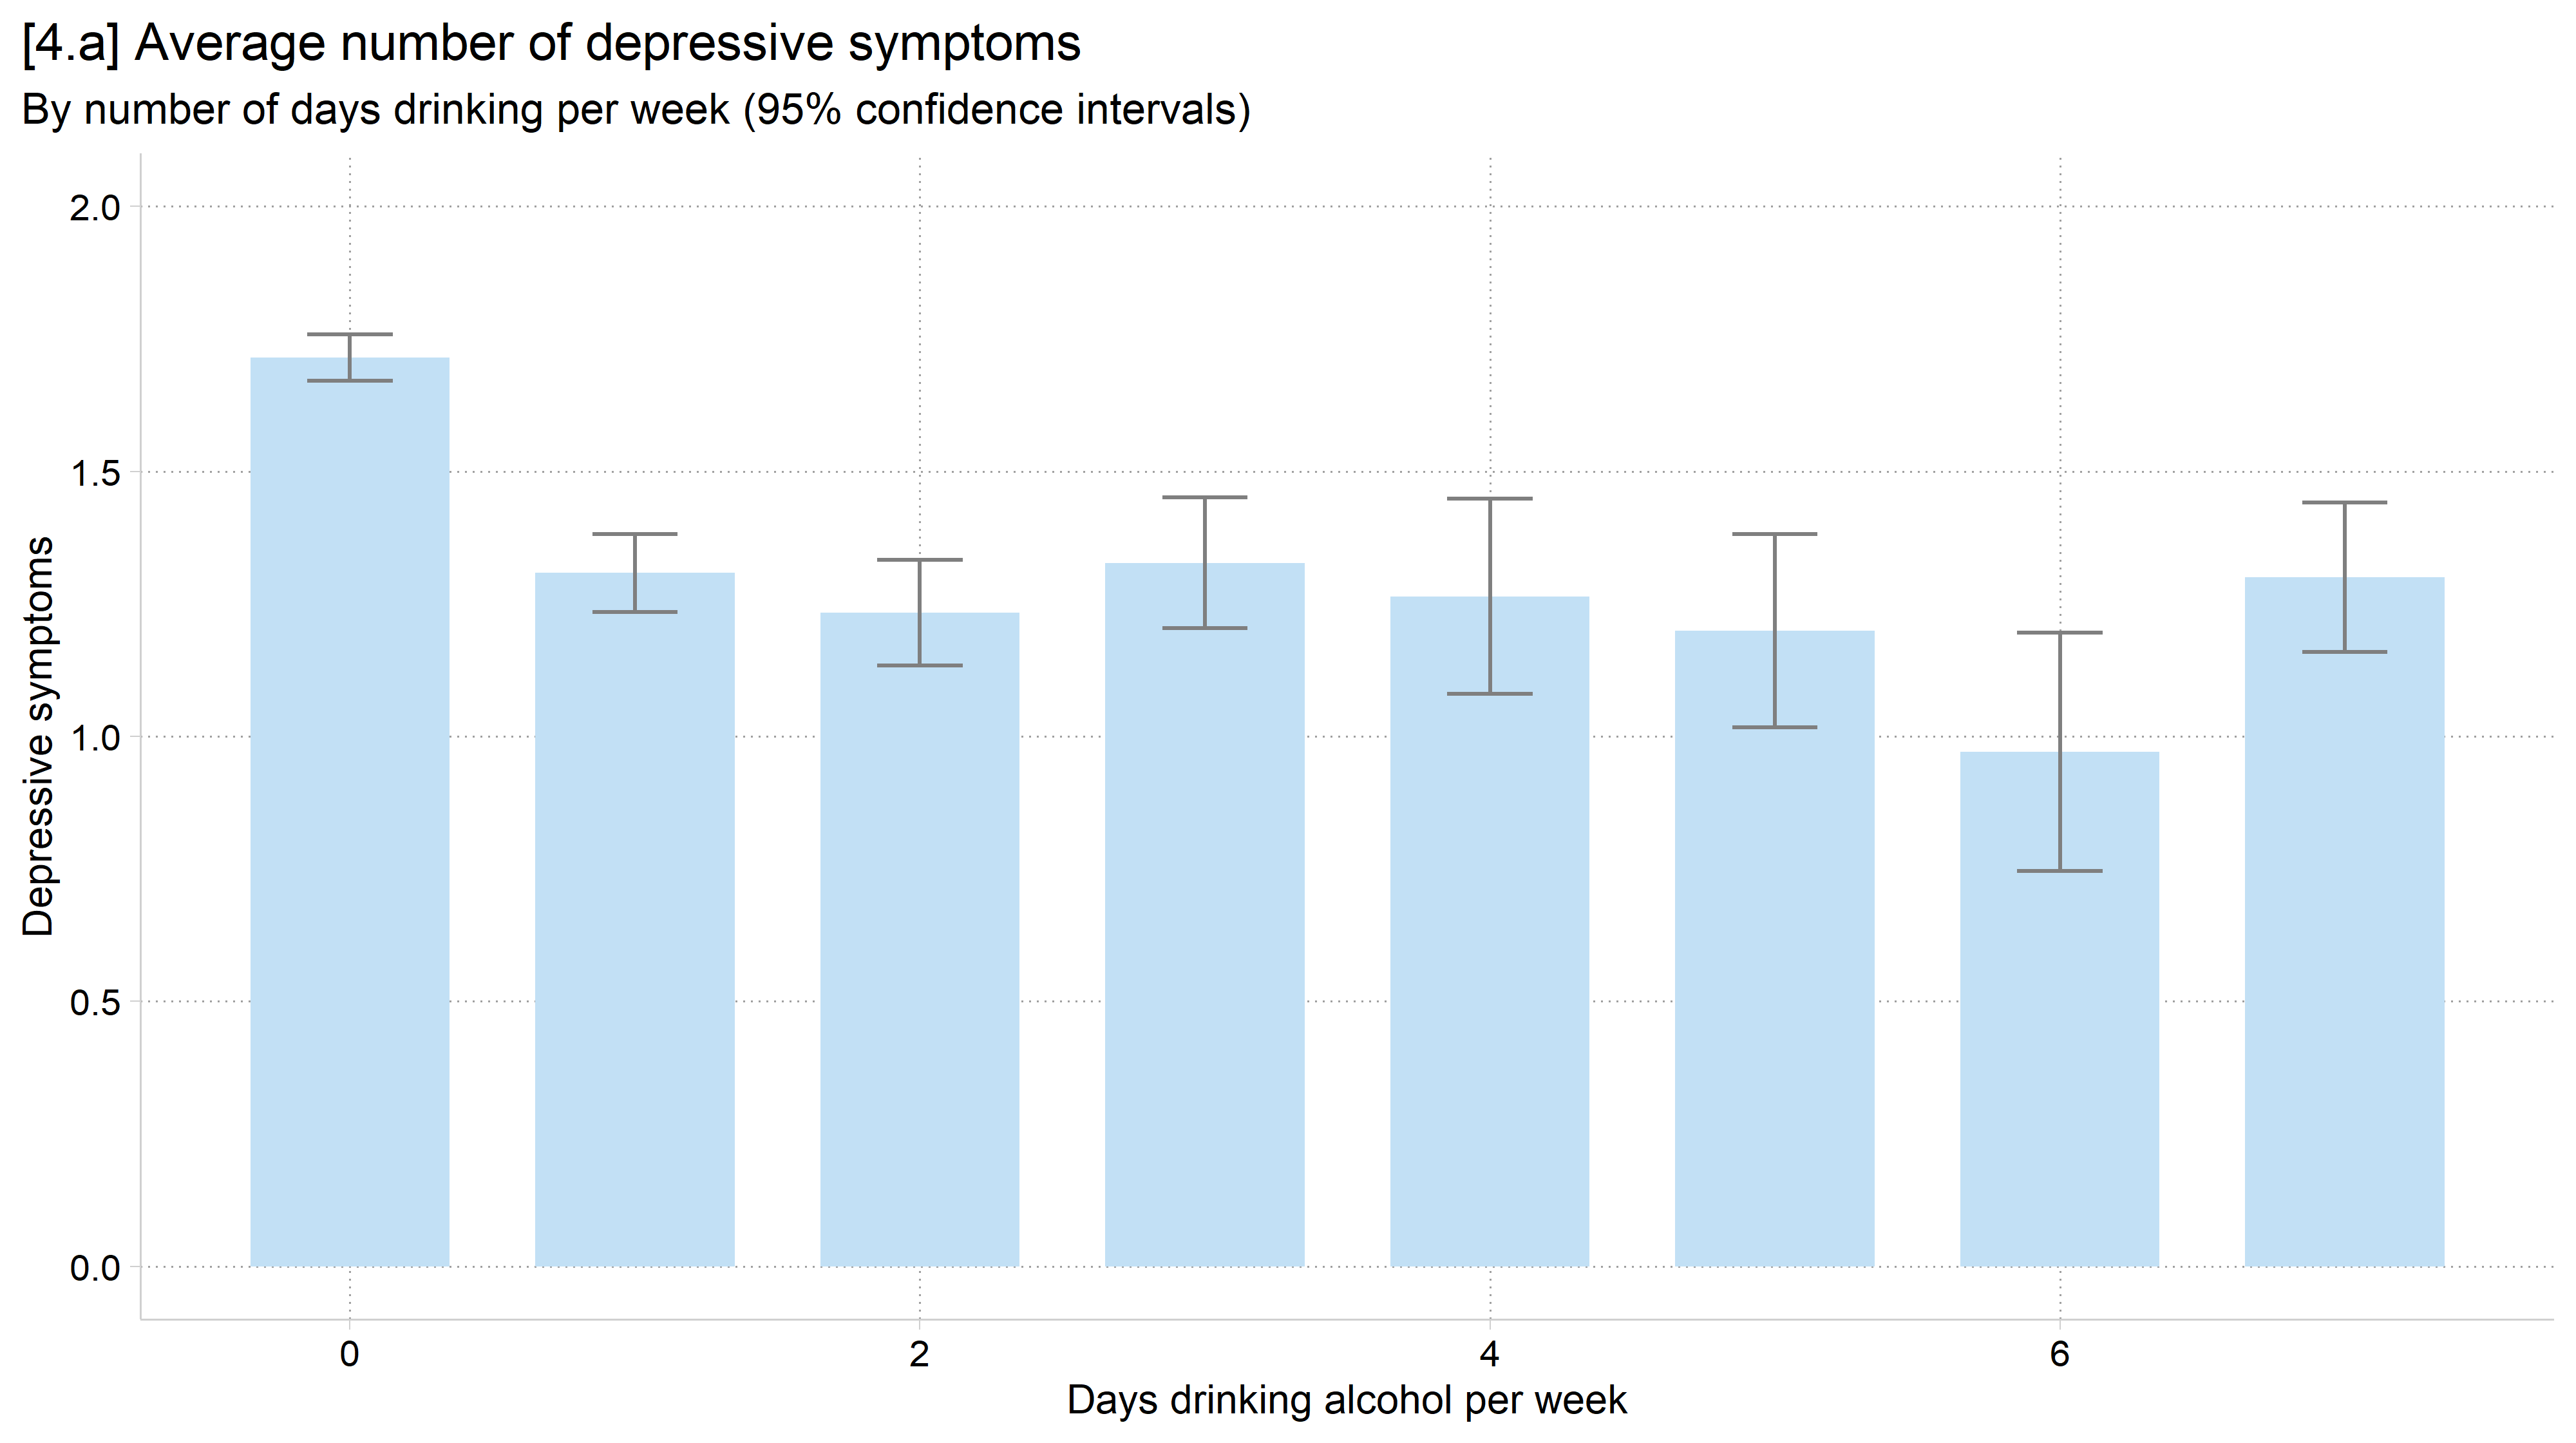 [4.a] Average number of depressive symptoms
By number of days drinking per week (95% confidence intervals)
2.0
1.5
1.0
0.5
0.0
Depressive symptoms
0 2 4 6
Days drinking alcohol per week